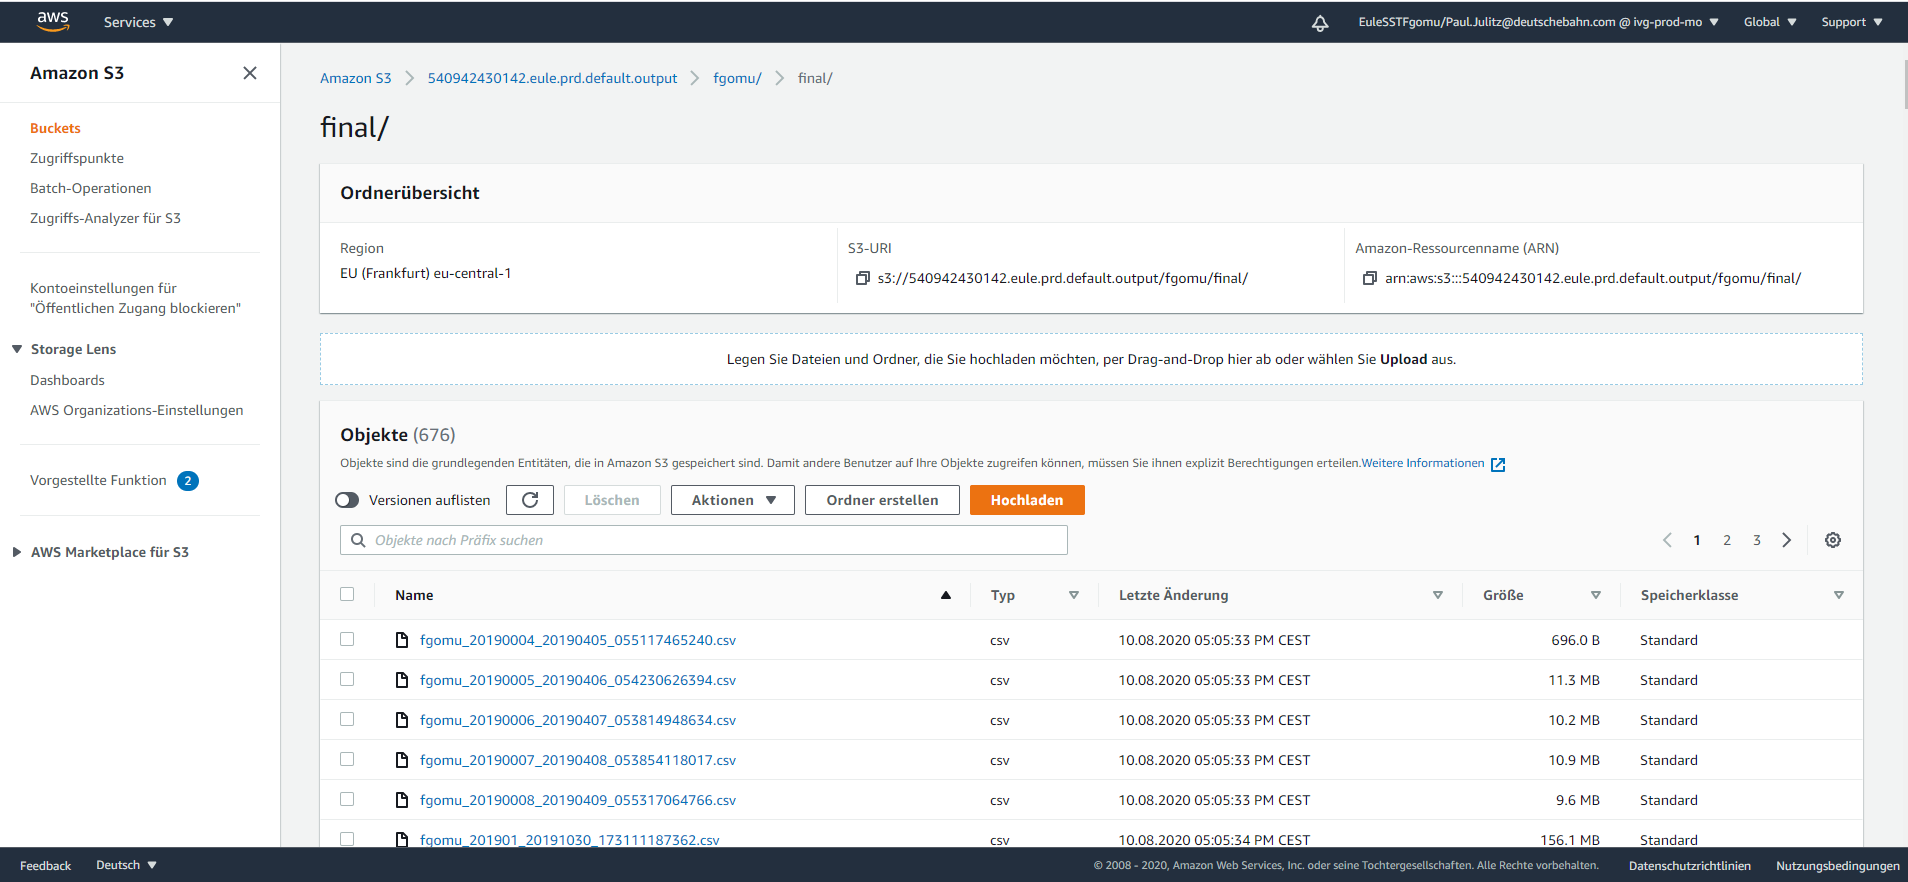 aws Services EuleSSTFgomu/Paul.Julitz@deutschebahn.com @ ivg-prod-mo Global Support
Amazon S3
Buckets
Zugriffspunkte
Batch-Operationen
Zugriffs-Analyzer für S3
Kontoeinstellungen für
"Öffentlichen Zugang blockieren"
Storage Lens
Dashboards
AWS Organizations-Einstellungen
Vorgestellte Funktion 2
AWS Marketplace für S3
Amazon S3 540942430142.eule.prd.default.output fgomu/ final/
final/
Ordnerübersicht
Region
EU (Frankfurt) eu-central-1
S3-URI
s3://540942430142.eule.prd.default.output/fgomu/final/
Amazon-Ressourcenname (ARN)
arn:aws:s3:::540942430142.eule.prd.default.output/fgomu/final/
Legen Sie Dateien und Ordner, die Sie hochladen möchten, per Drag-and-Drop hier ab oder wählen Sie Upload aus.
Objekte (676)
Objekte sind die grundlegenden Entitäten, die in Amazon S3 gespeichert sind. Damit andere Benutzer auf Ihre Objekte zugreifen können, müssen Sie ihnen explizit Berechtigungen erteilen.Weitere Informationen
Versionen auflisten Löschen Aktionen Ordner erstellen Hochladen
Objekte nach Präfix suchen 1 2 3
Name Typ Letzte Änderung Größe Speicherklasse
fgomu_20190004_20190405_055117465240.csv csv 10.08.2020 05:05:33 PM CEST 696.0 B Standard
fgomu_20190005_20190406_054230626394.csv csv 10.08.2020 05:05:33 PM CEST 11.3 MB Standard
fgomu_20190006_20190407_053814948634.csv csv 10.08.2020 05:05:33 PM CEST 10.2 MB Standard
fgomu_20190007_20190408_053854118017.csv csv 10.08.2020 05:05:33 PM CEST 10.9 MB Standard
fgomu_20190008_20190409_055317064766.csv csv 10.08.2020 05:05:33 PM CEST 9.6 MB Standard
fgomu_201901_20191030_173111187362.csv csv 10.08.2020 05:05:34 PM CEST 156.1 MB Standard
Feedback Deutsch © 2008 - 2020, Amazon Web Services, Inc. oder seine Tochtergesellschaften. Alle Rechte vorbehalten. Datenschutzrichtlinien Nutzungsbedingungen